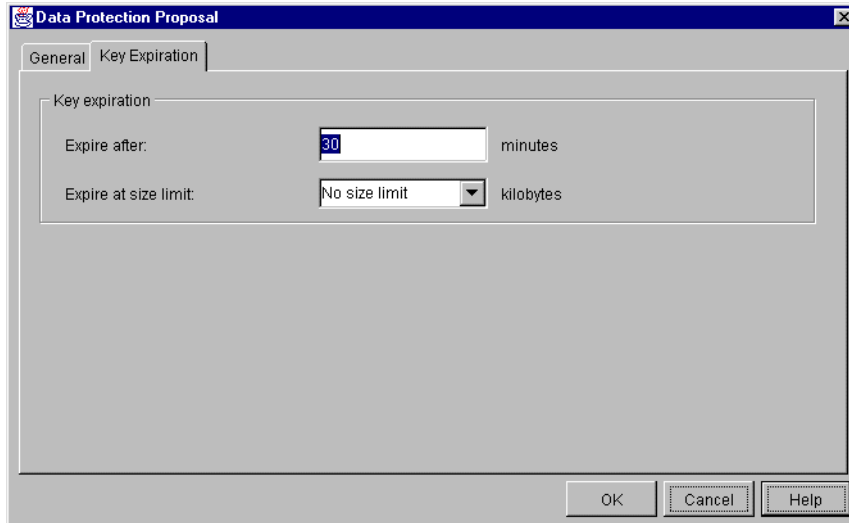 Data Protection Proposal
General Key Expiration
Key expiration
Expire after: 30 minutes
Expire at size limit: No size limit kilobytes
OK Cancel Help